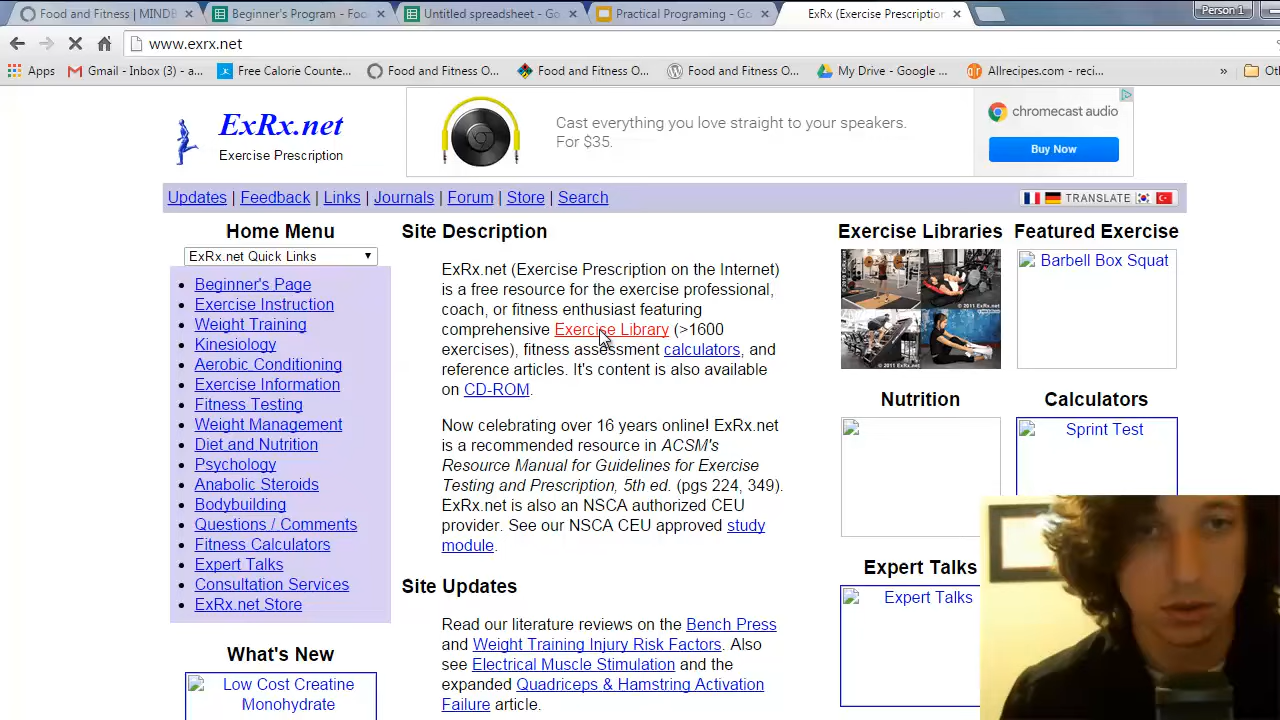 Food and Fitness | MINDB
Beginner's Program - Foo
Untitled spreadsheet - Go
Practical Programing - Go
ExRx (Exercise Prescription
Person 1
www.exrx.net
Apps
Gmail - Inbox (3) - a...
Free Calorie Counte...
Food and Fitness O...
Food and Fitness O...
Food and Fitness O...
My Drive - Google ...
Allrecipes.com - reci...
»
Ot
ExRx.net
Exercise Prescription
Cast everything you love straight to your speakers.
For $35.
chromecast audio
Buy Now
Updates | Feedback | Links | Journals | Forum | Store | Search
TRANSLATE
Home Menu
ExRx.net Quick Links
Beginner's Page
Exercise Instruction
Weight Training
Kinesiology
Aerobic Conditioning
Exercise Information
Fitness Testing
Weight Management
Diet and Nutrition
Psychology
Anabolic Steroids
Bodybuilding
Questions / Comments
Fitness Calculators
Expert Talks
Consultation Services
ExRx.net Store
What's New
Low Cost Creatine
Monohydrate
Site Description
ExRx.net (Exercise Prescription on the Internet)
is a free resource for the exercise professional,
coach, or fitness enthusiast featuring
comprehensive Exercise Library (>1600
exercises), fitness assessment calculators, and
reference articles. It's content is also available
on CD-ROM.
Now celebrating over 16 years online! ExRx.net
is a recommended resource in ACSM's
Resource Manual for Guidelines for Exercise
Testing and Prescription, 5th ed. (pgs 224, 349).
ExRx.net is also an NSCA authorized CEU
provider. See our NSCA CEU approved study
module.
Site Updates
Read our literature reviews on the Bench Press
and Weight Training Injury Risk Factors. Also
see Electrical Muscle Stimulation and the
expanded Quadriceps & Hamstring Activation
Failure article.
Exercise Libraries
© 2011 ExRx.net
© 2011 ExRx.net
Nutrition
Expert Talks
Expert Talks
Featured Exercise
Barbell Box Squat
Calculators
Sprint Test